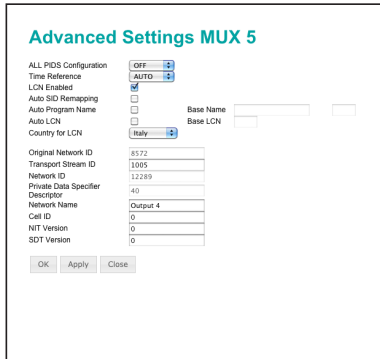 Advanced Settings MUX 5
ALL PIDS Configuration OFF
Time Reference AUTO
LCN Enabled
Auto SID Remapping
Auto Program Name Base Name
Auto LCN Base LCN
Country for LCN Italy
Original Network ID 8572
Transport Stream ID 1005
Network ID 12289
Private Data Specifier
Descriptor 40
Network Name Output 4
Cell ID 0
NIT Version 0
SDT Version 0
OK Apply Close